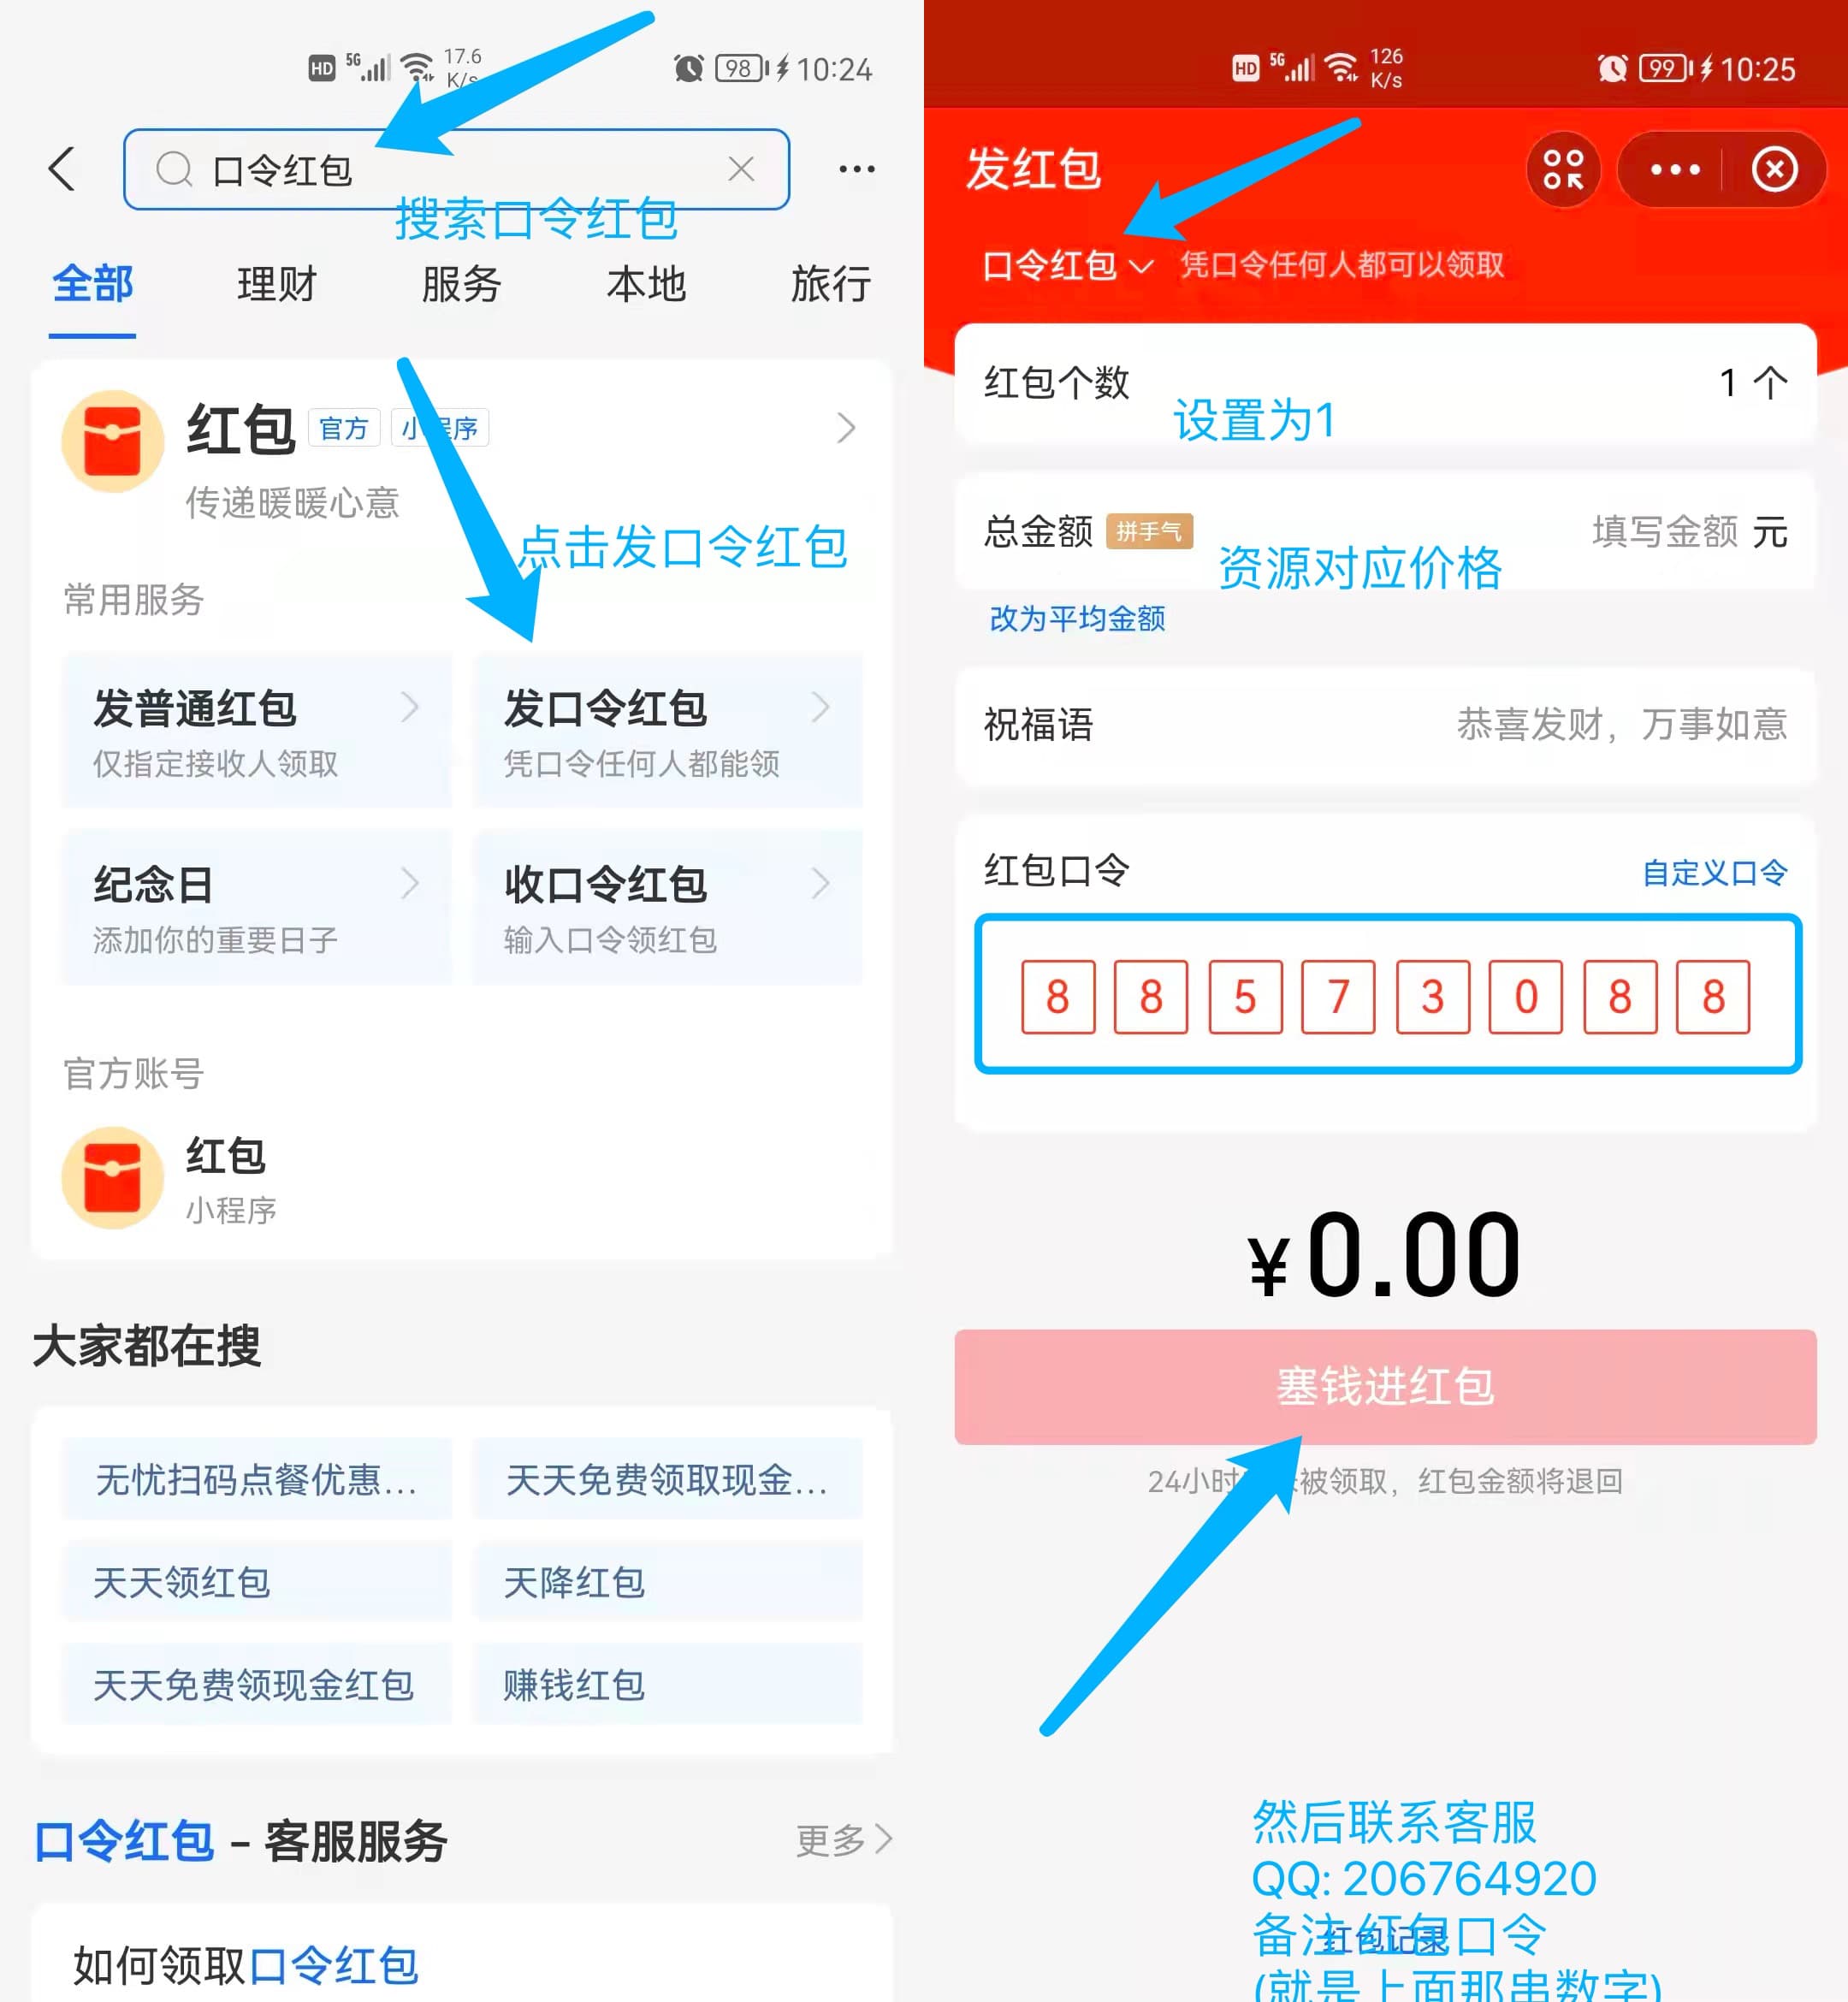 HD 5G 17.6 K/s 98 10:24
口令红包
搜索口令红包
全部 理财 服务 本地 旅行
红包 官方
传递暖暖心意
点击发口令红包
常用服务
发普通红包 发口令红包
仅指定接收人领取 凭口令任何人都能领
纪念日 收口令红包
添加你的重要日子 输入口令领红包
官方账号
红包
小程序
大家都在搜
无忧扫码点餐优惠... 天天免费领取现金...
天天领红包 天降红包
天天免费领现金红包 赚钱红包
口令红包 - 客服服务 更多
如何领取口令红包
HD 5G 126 K/s 99 10:25
发红包
口令红包 凭口令任何人都可以领取
红包个数 1 个
设置为1
总金额 拼手气 填写金额 元
资源对应价格
改为平均金额
祝福语 恭喜发财，万事如意
红包口令 自定义口令
8 8 5 7 3 0 8 8
¥0.00
塞钱进红包
24小时 被领取，红包金额将退回
然后联系客服
QQ: 206764920
备注 红包口令
红包记录
(就是上面那串数字)